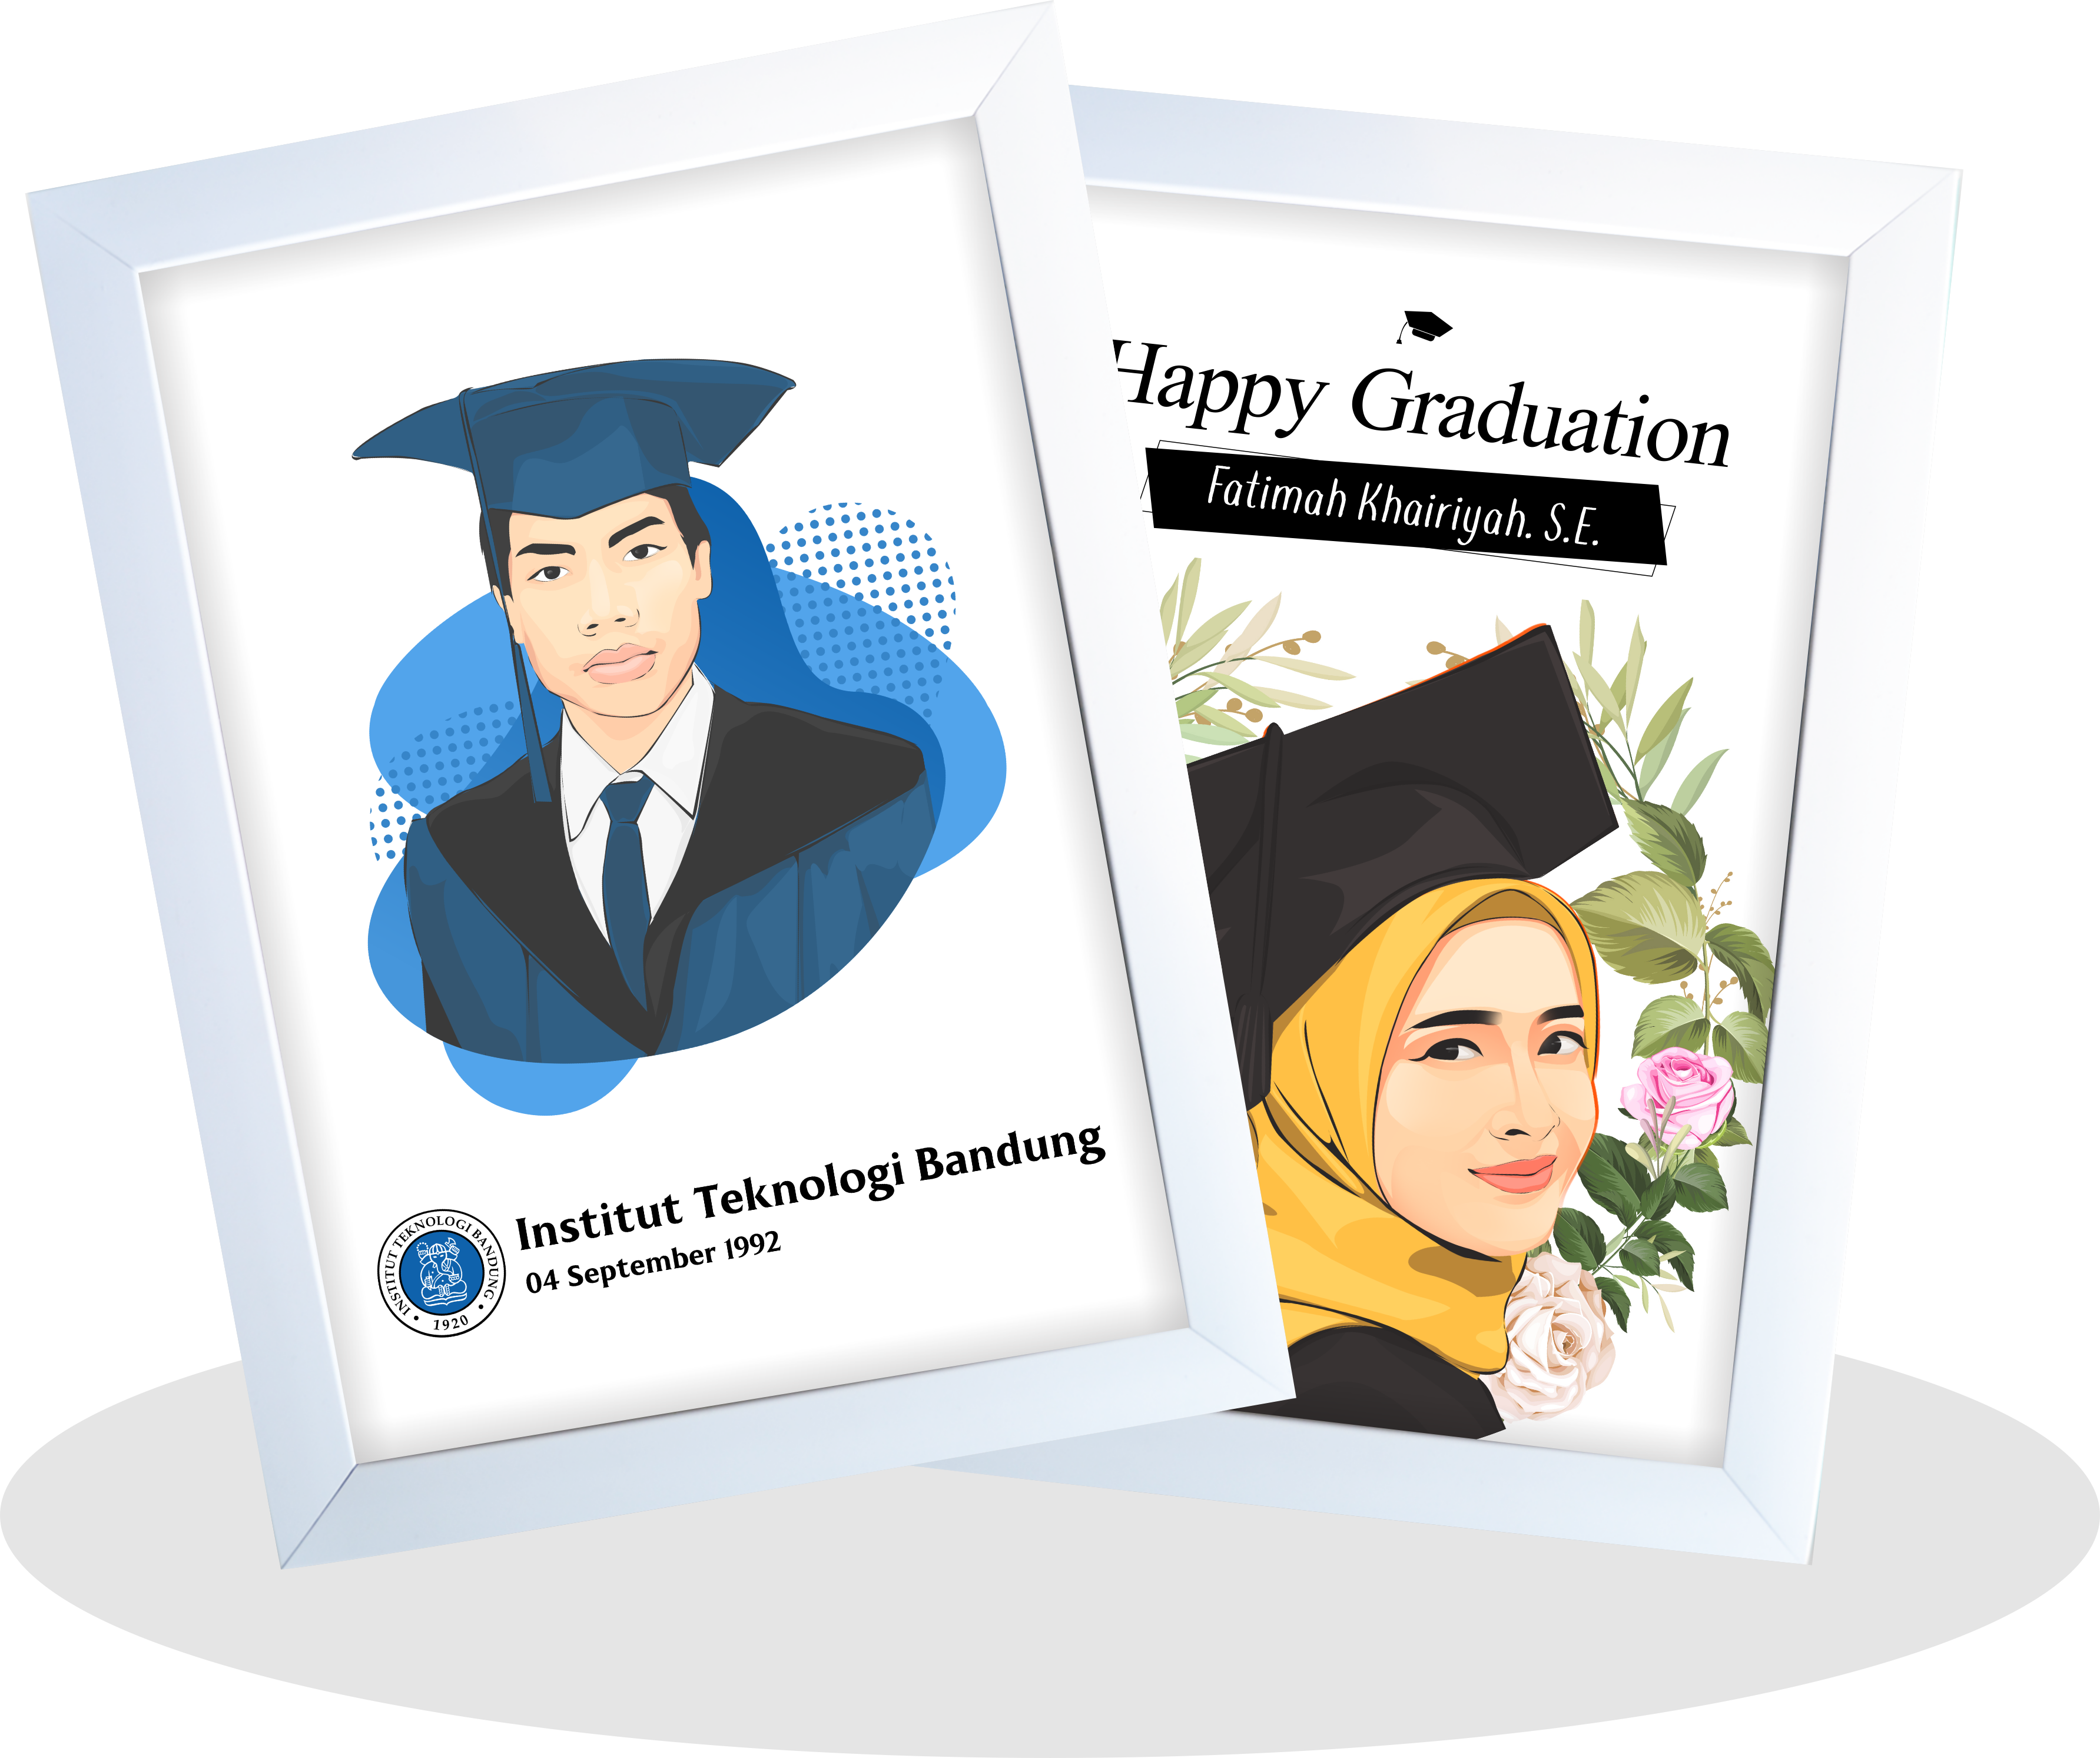 Institut Teknologi Bandung
04 September 1992
INSTITUT TEKNOLOGI BANDUNG
1920
Happy Graduation
Fatimah Khairiyah. S.E.